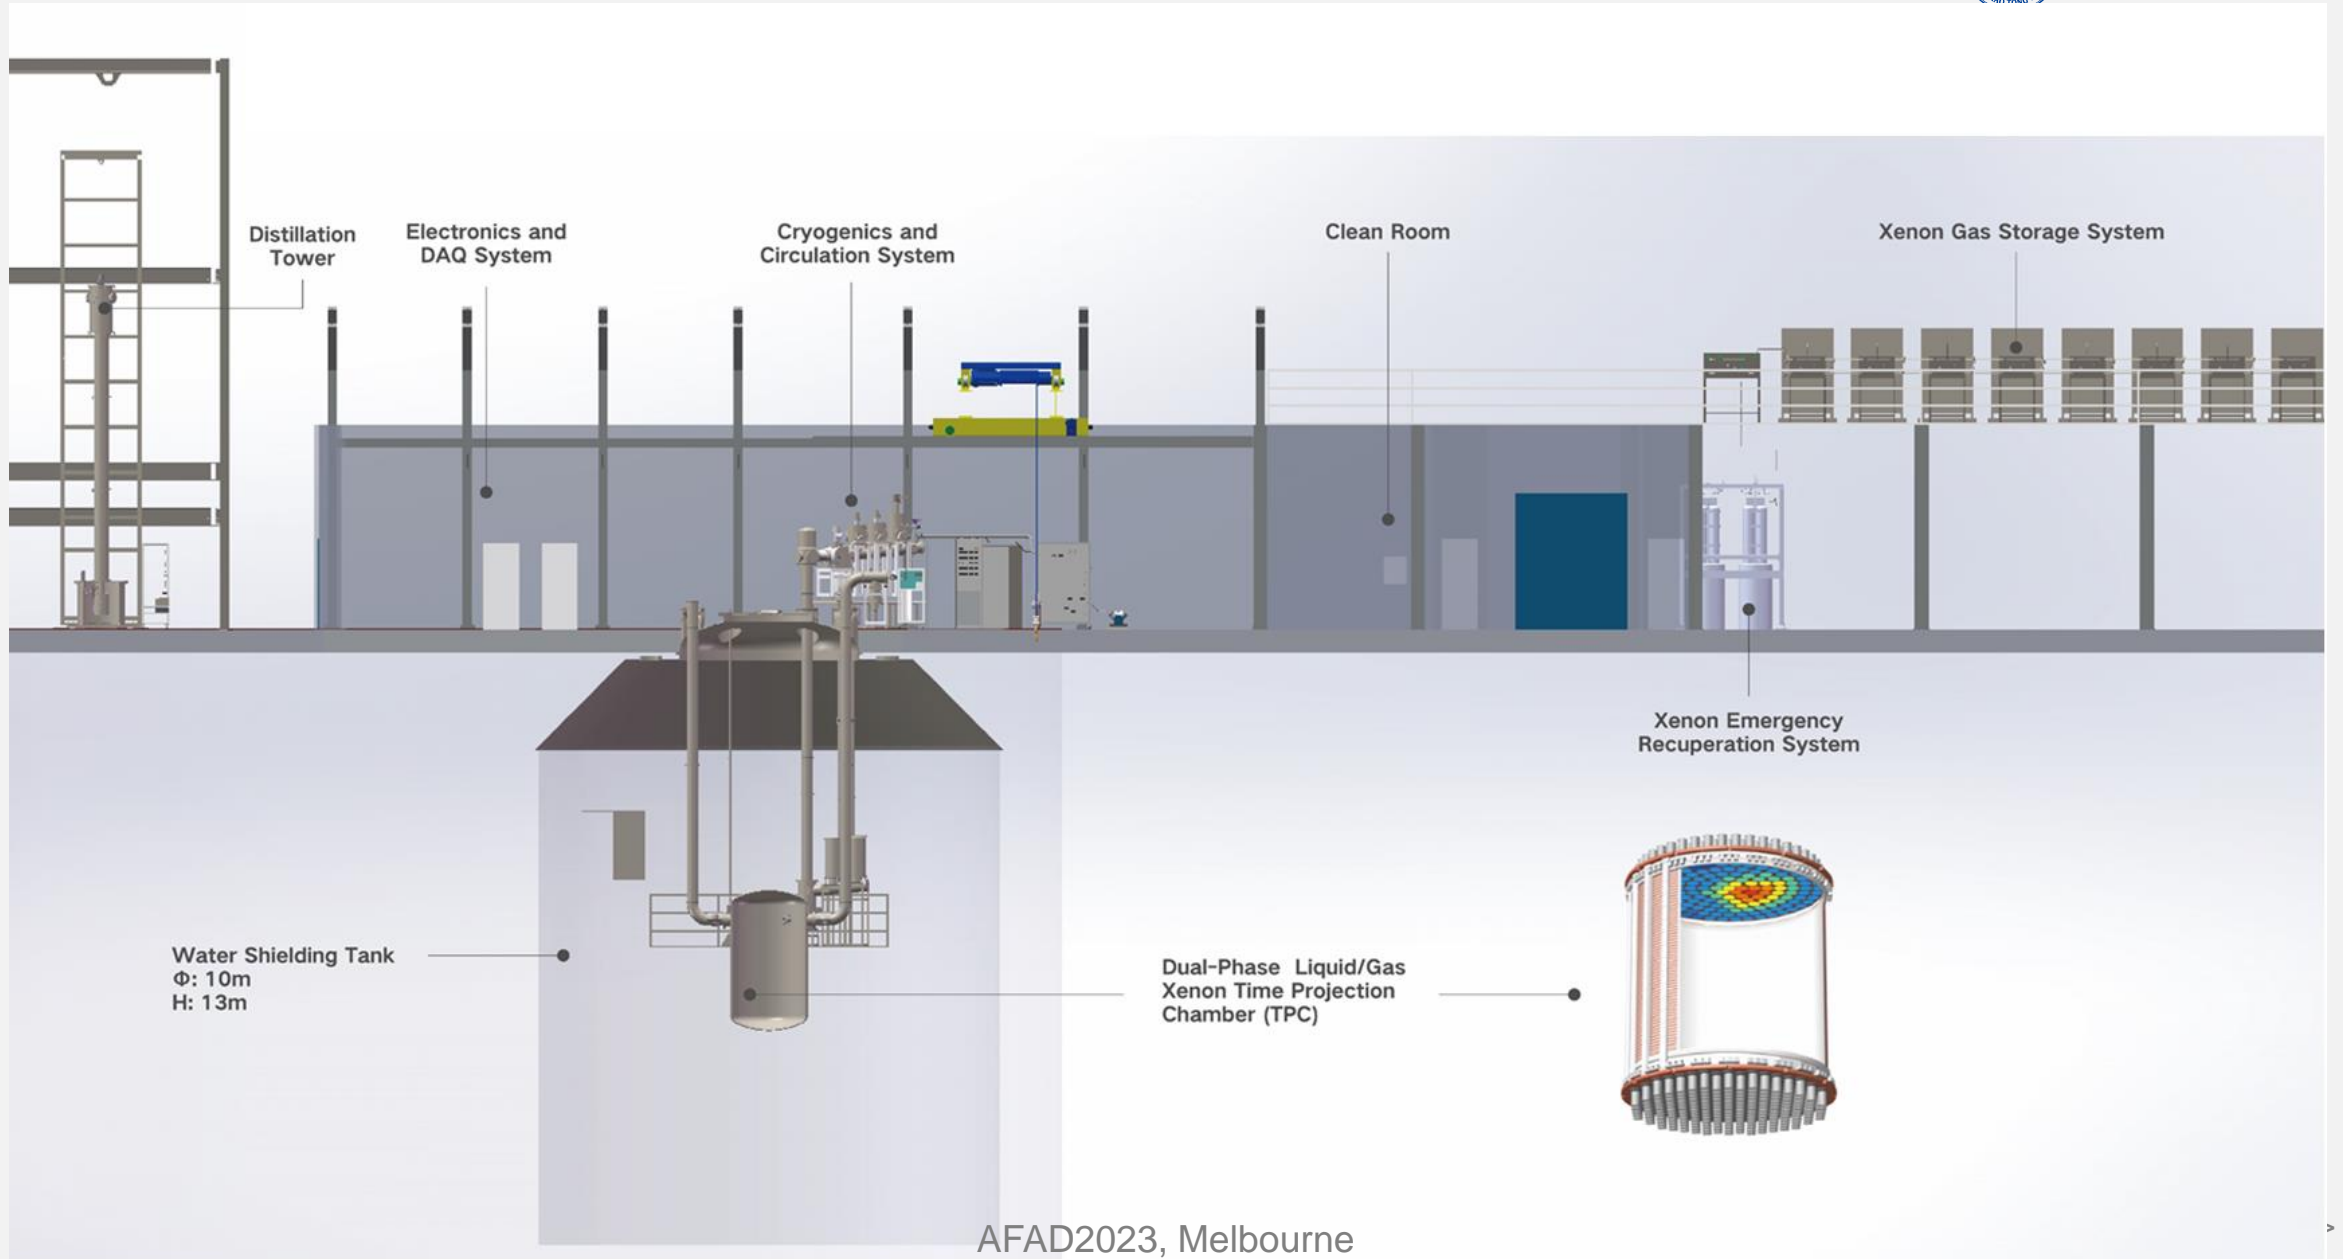 Distillation
Tower
Electronics and
DAQ System
Cryogenics and
Circulation System
Clean Room
Xenon Gas Storage System
Xenon Emergency
Recuperation System
Water Shielding Tank
Φ: 10m
H: 13m
Dual-Phase Liquid/Gas
Xenon Time Projection
Chamber (TPC)
AFAD2023, Melbourne
>